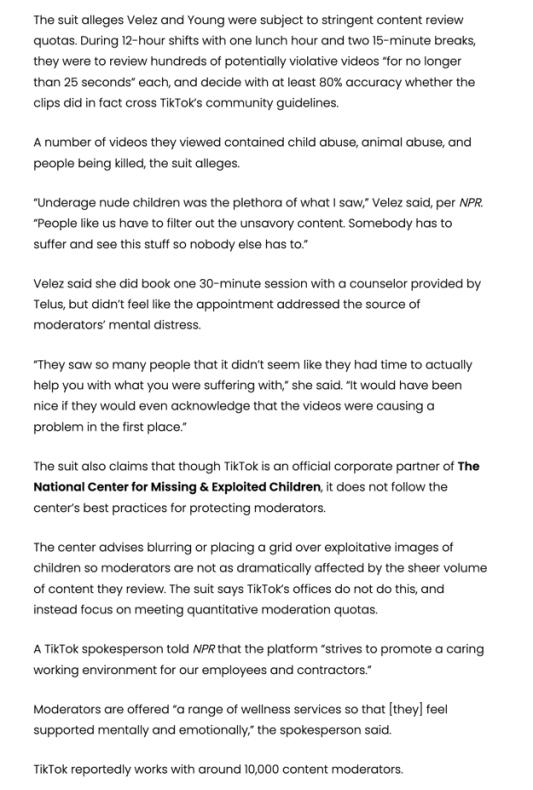 The suit alleges Velez and Young were subject to stringent content review
quotas. During 12-hour shifts with one lunch hour and two 15-minute breaks,
they were to review hundreds of potentially violative videos “for no longer
than 25 seconds” each, and decide with at least 80% accuracy whether the
clips did in fact cross TikTok’s community guidelines.
A number of videos they viewed contained child abuse, animal abuse, and
people being killed, the suit alleges.
“Underage nude children was the plethora of what I saw,” Velez said, per NPR.
“People like us have to filter out the unsavory content. Somebody has to
suffer and see this stuff so nobody else has to.”
Velez said she did book one 30-minute session with a counselor provided by
Telus, but didn’t feel like the appointment addressed the source of
moderators’ mental distress.
“They saw so many people that it didn’t seem like they had time to actually
help you with what you were suffering with,” she said. “It would have been
nice if they would even acknowledge that the videos were causing a
problem in the first place.”
The suit also claims that though TikTok is an official corporate partner of The
National Center for Missing & Exploited Children, it does not follow the
center’s best practices for protecting moderators.
The center advises blurring or placing a grid over exploitative images of
children so moderators are not as dramatically affected by the sheer volume
of content they review. The suit says TikTok’s offices do not do this, and
instead focus on meeting quantitative moderation quotas.
A TikTok spokesperson told NPR that the platform “strives to promote a caring
working environment for our employees and contractors.”
Moderators are offered “a range of wellness services so that [they] feel
supported mentally and emotionally,” the spokesperson said.
TikTok reportedly works with around 10,000 content moderators.